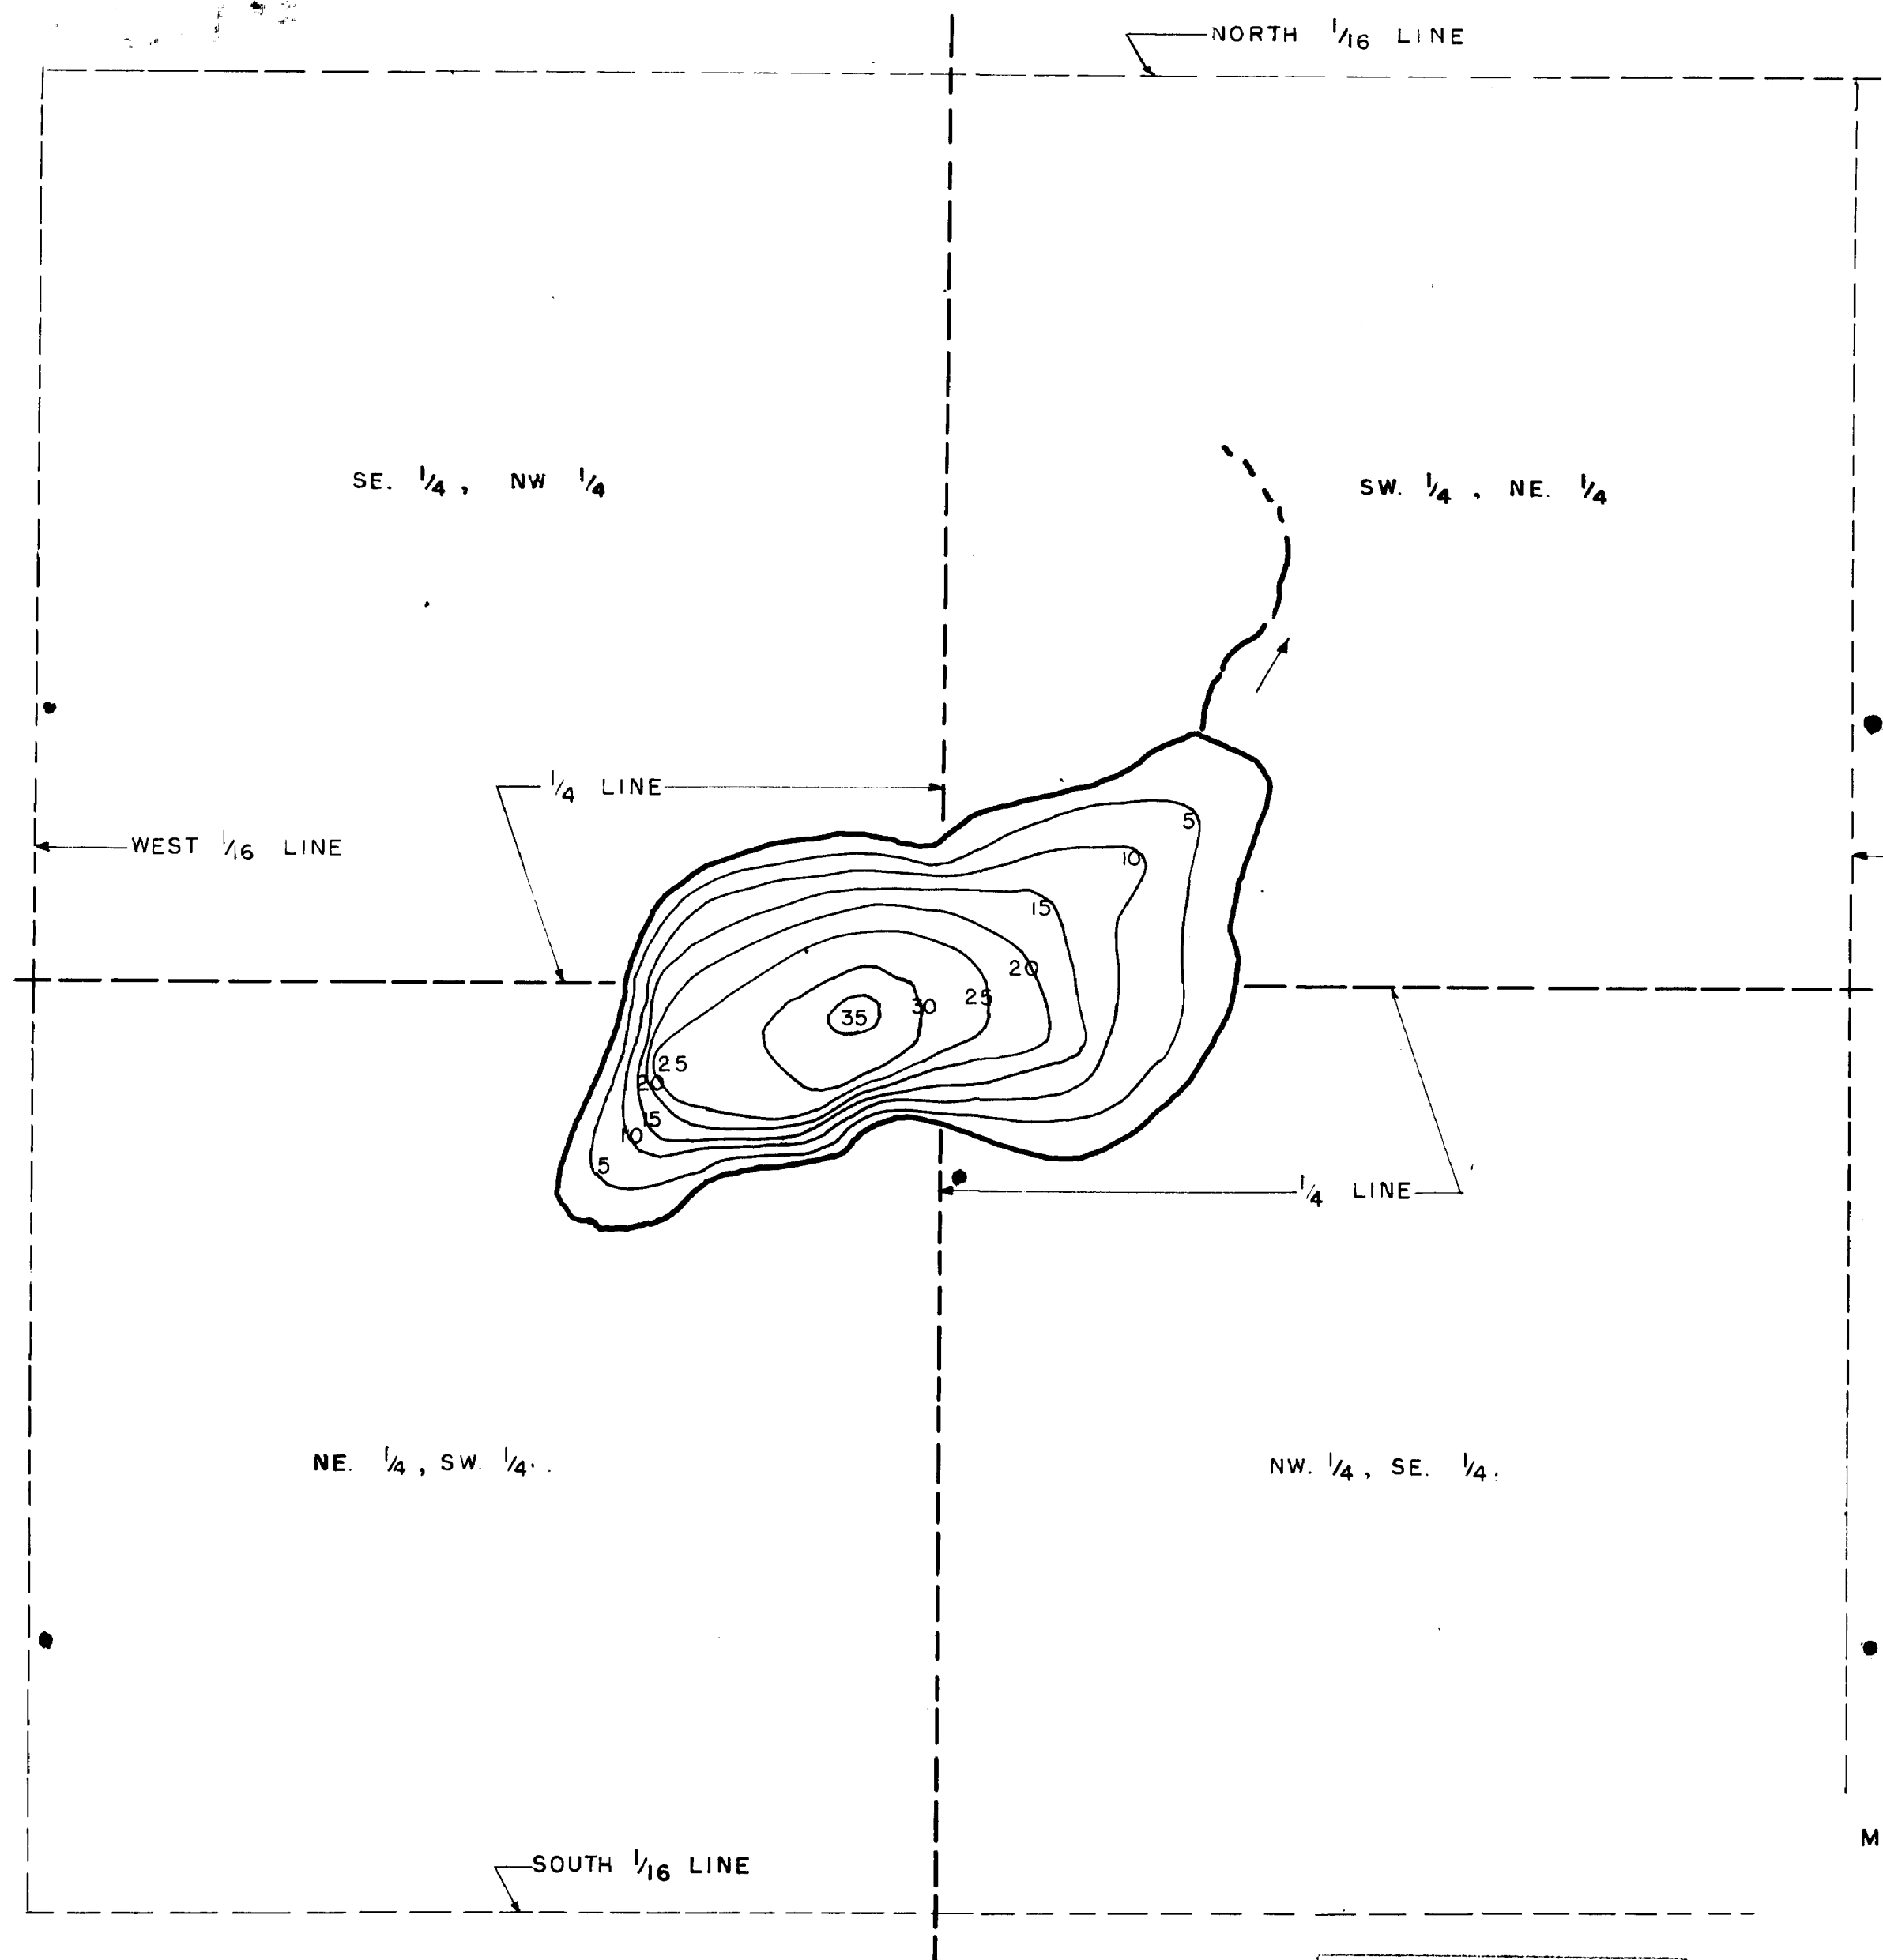 NORTH 1/16 LINE
SE. 1/4, NW 1/4
SW. 1/4, NE. 1/4
1/4 LINE
WEST 1/16 LINE
5
10
15
20
25
30
35
25
20
15
10
5
1/4 LINE
NE. 1/4, SW. 1/4.
NW. 1/4, SE. 1/4.
M
SOUTH 1/16 LINE